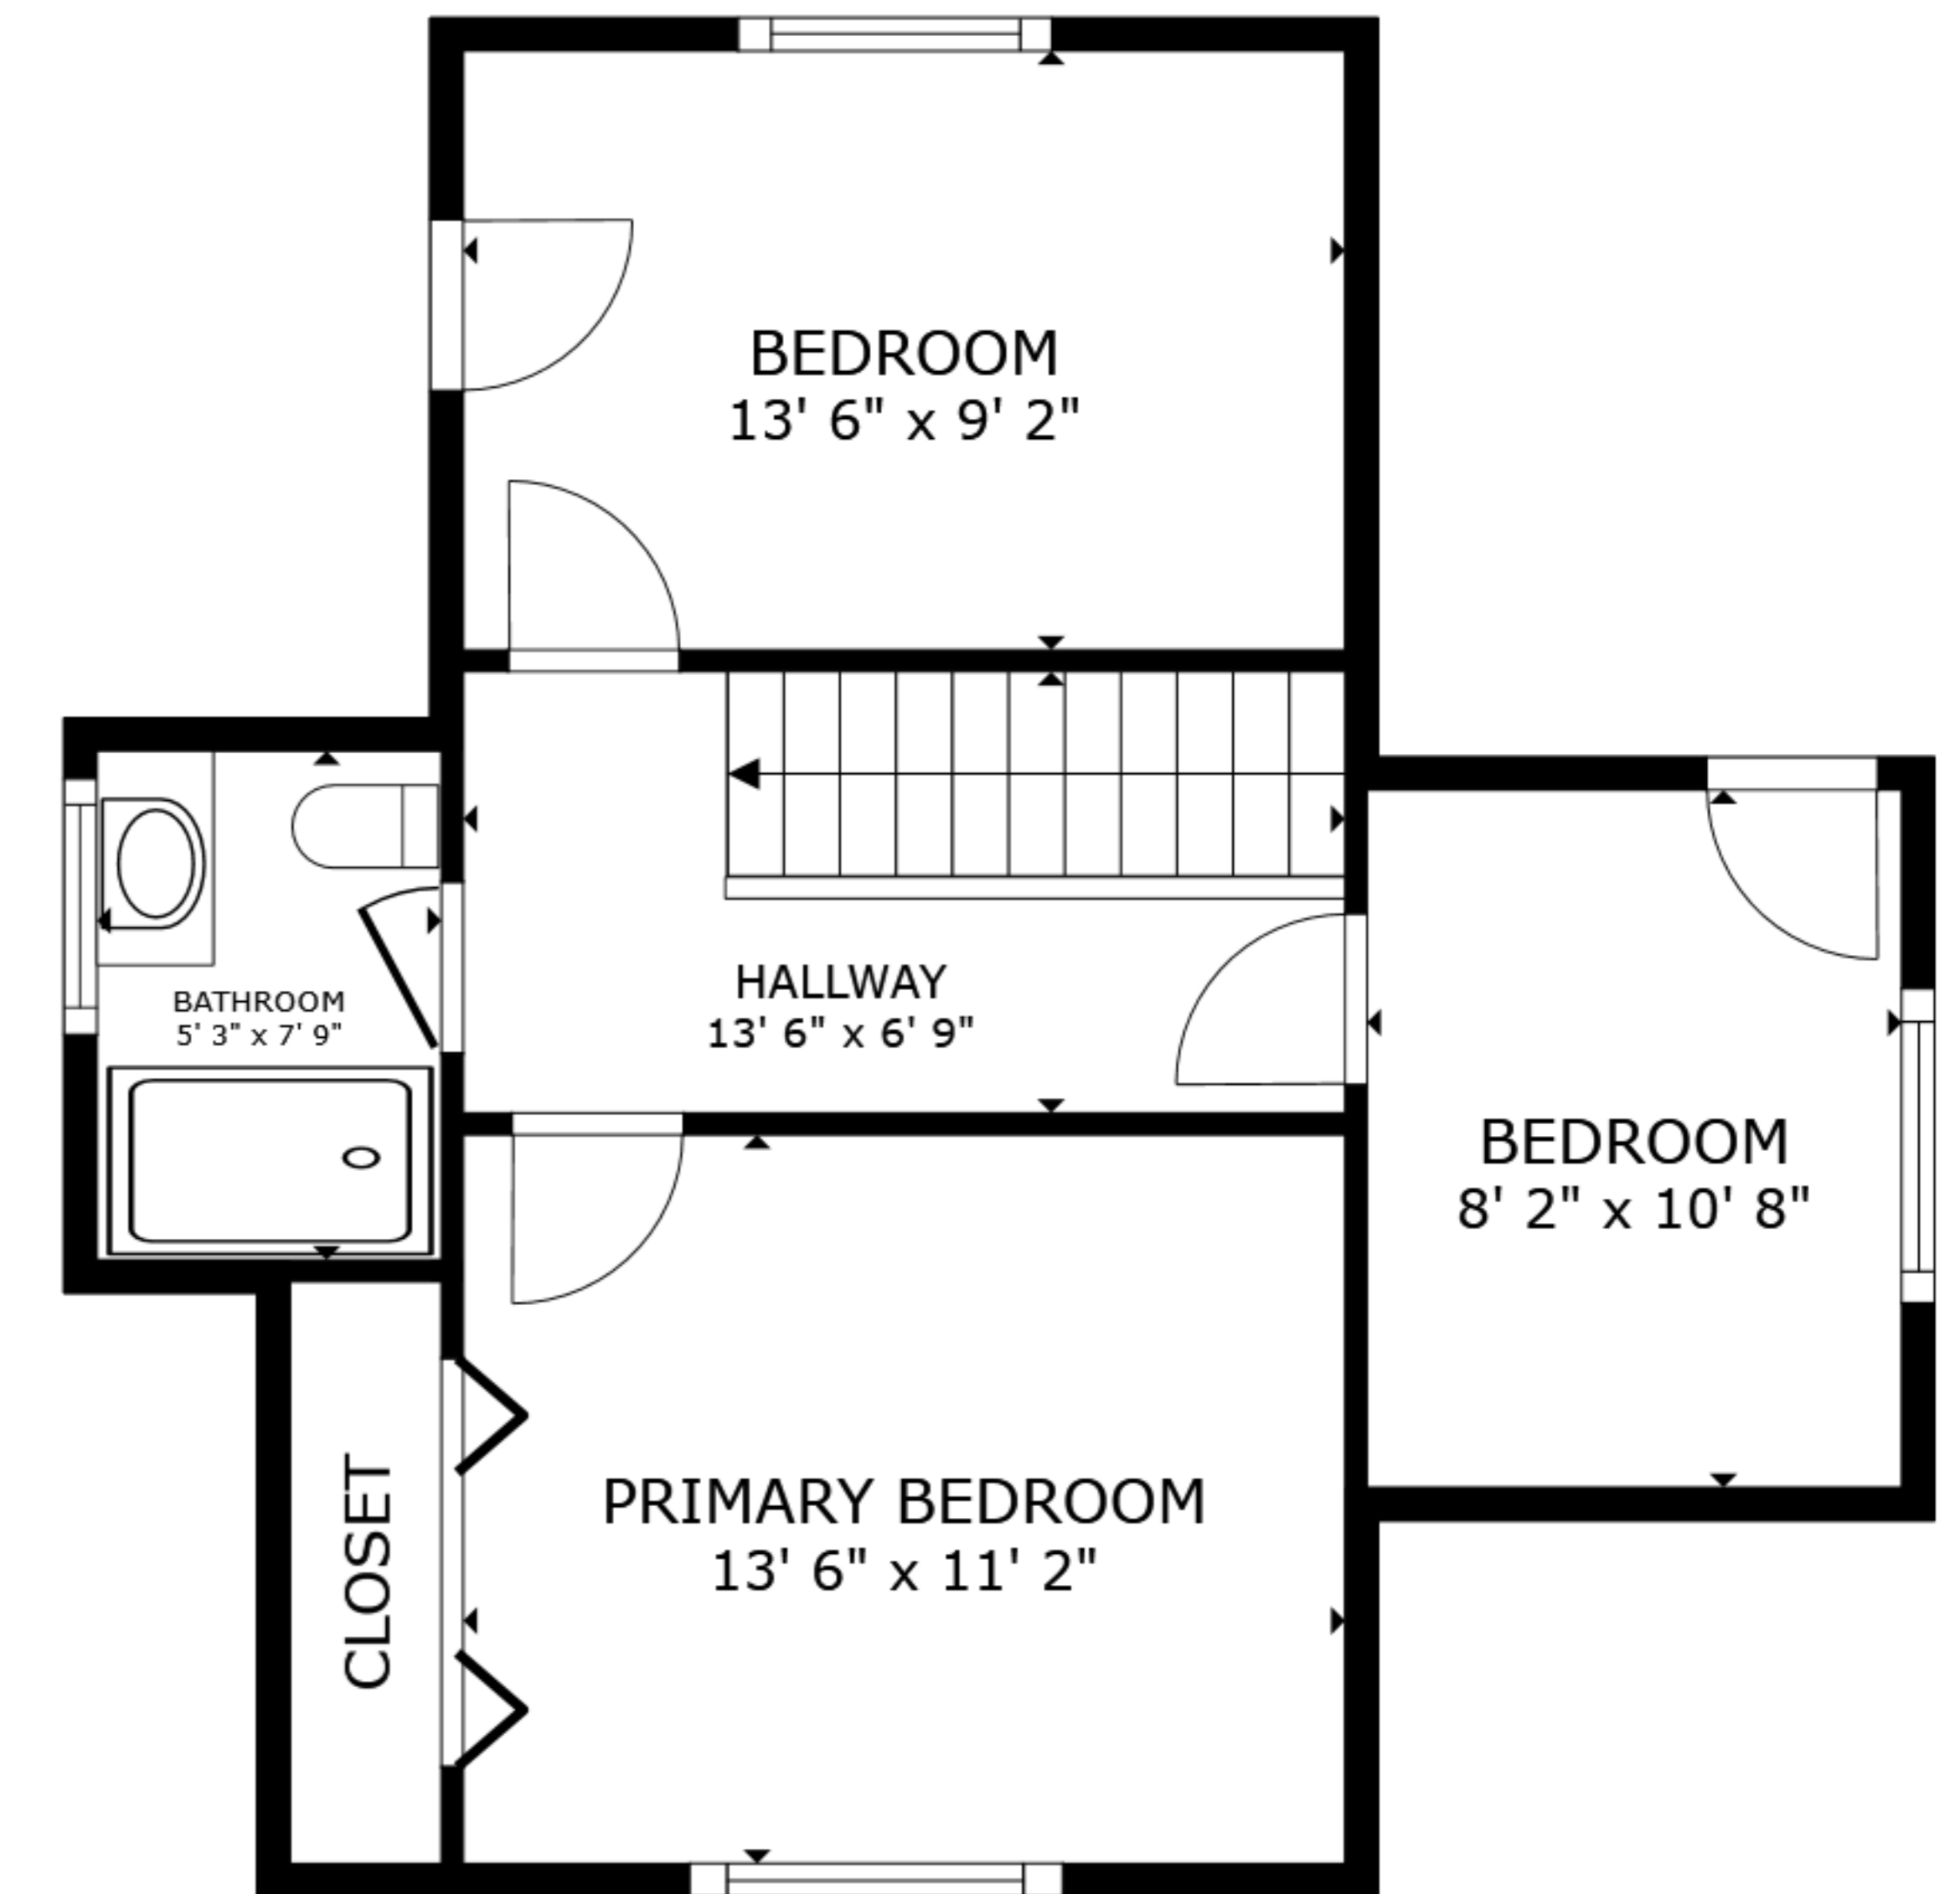 BEDROOM
13' 6" x 9' 2"
BATHROOM
5' 3" x 7' 9"
HALLWAY
13' 6" x 6' 9"
BEDROOM
8' 2" x 10' 8"
CLOSET
PRIMARY BEDROOM
13' 6" x 11' 2"